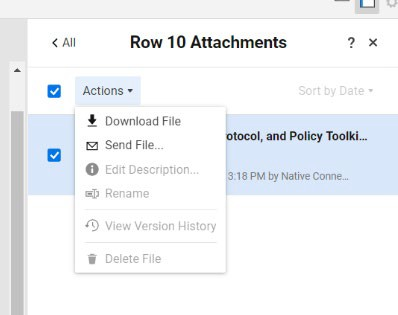 All
Row 10 Attachments
?
Actions
Sort by Date
Download File
Send File...
Edit Description...
Rename
View Version History
Delete File
and Policy Toolki...
3:18 PM by Native Conne...